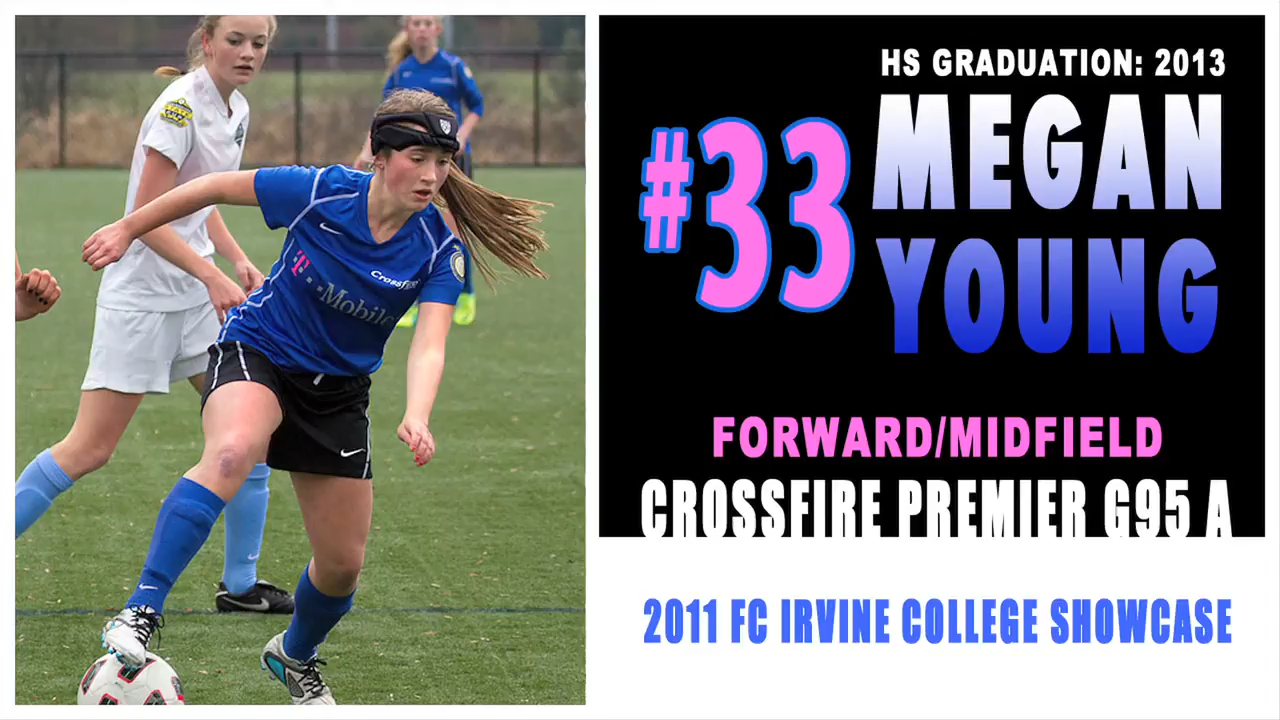 HS GRADUATION: 2013
#33
MEGAN
YOUNG
FORWARD/MIDFIELD
CROSSFIRE PREMIER G95 A
2011 FC IRVINE COLLEGE SHOWCASE
Crossfire
T··Mobile